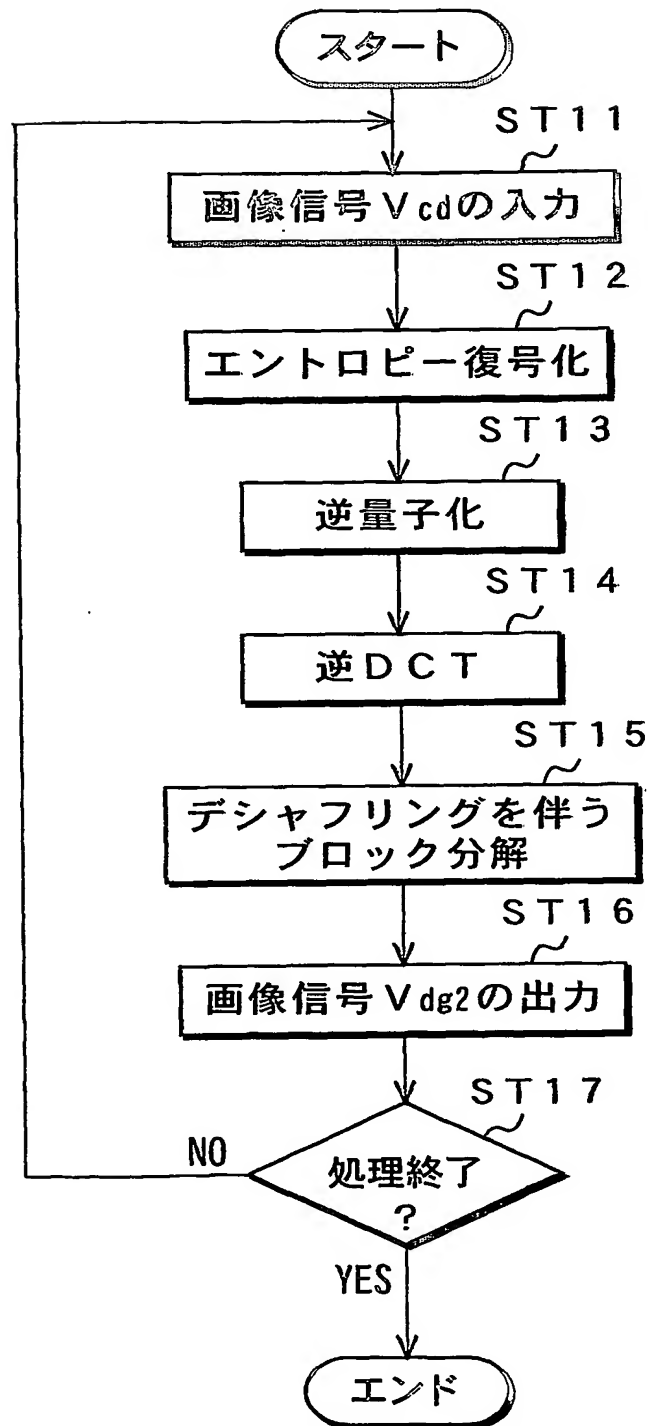 スタート
ST11
画像信号Vcdの入力
ST12
エントロピー復号化
ST13
逆量子化
ST14
逆DCT
ST15
デシャフリングを伴う
ブロック分解
ST16
画像信号Vdg2の出力
ST17
NO
処理終了
?
YES
エンド